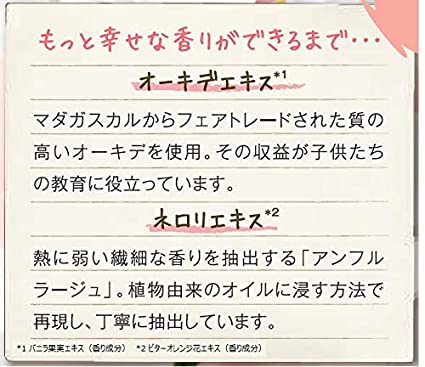 もっと幸せな香りができるまで･･･
オーキデエキス*1
マダガスカルからフェアトレードされた質の
高いオーキデを使用。その収益が子供たち
の教育に役立っています。
ネロリエキス*2
熱に弱い繊細な香りを抽出する「アンフル
ラージュ」。植物由来のオイルに浸す方法で
再現し、丁寧に抽出しています。
*1 バニラ果実エキス（香り成分） *2 ビターオレンジ花エキス（香り成分）